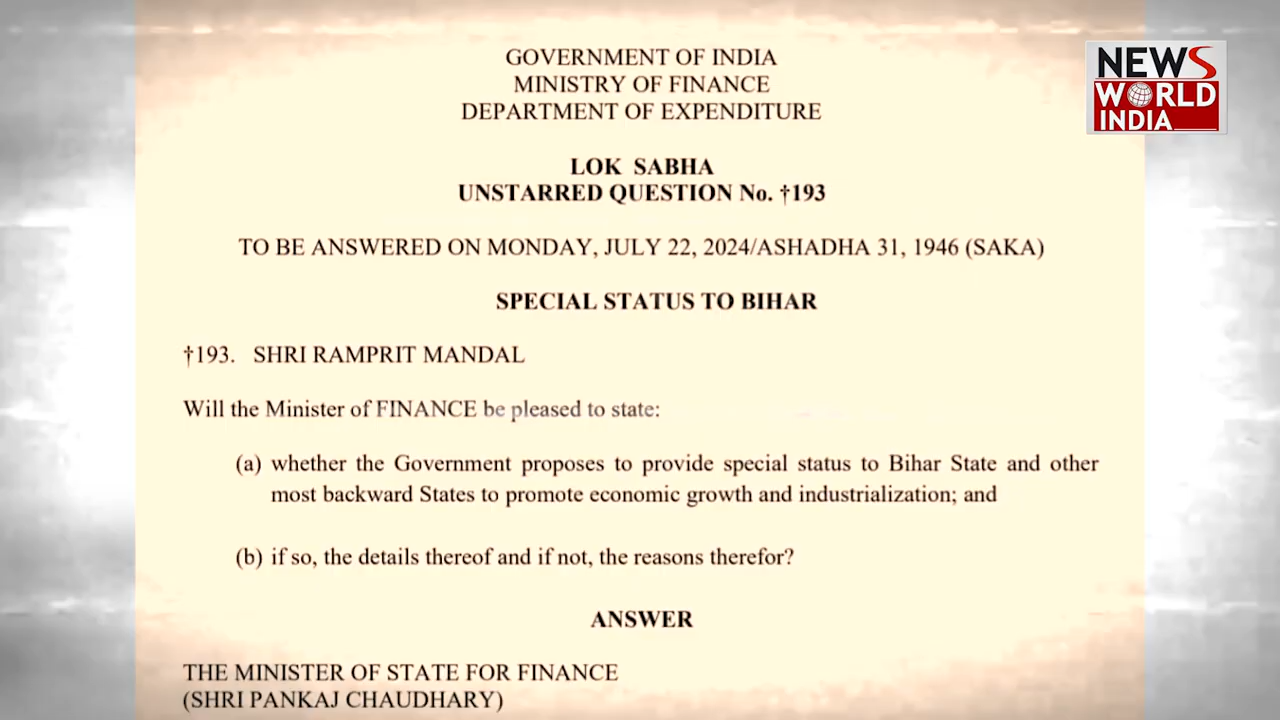 GOVERNMENT OF INDIA
MINISTRY OF FINANCE
DEPARTMENT OF EXPENDITURE
LOK SABHA
UNSTARRED QUESTION No. †193
TO BE ANSWERED ON MONDAY, JULY 22, 2024/ASHADHA 31, 1946 (SAKA)
SPECIAL STATUS TO BIHAR
†193. SHRI RAMPRIT MANDAL
Will the Minister of FINANCE be pleased to state:
(a) whether the Government proposes to provide special status to Bihar State and other
most backward States to promote economic growth and industrialization; and
(b) if so, the details thereof and if not, the reasons therefor?
ANSWER
THE MINISTER OF STATE FOR FINANCE
(SHRI PANKAJ CHAUDHARY)
NEWS
WORLD
INDIA